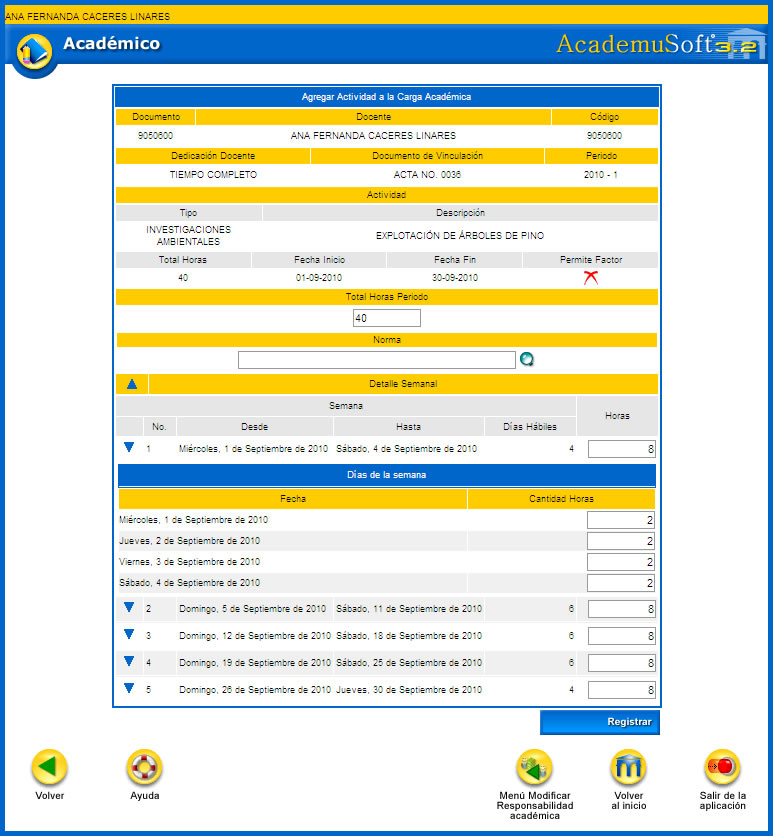 ANA FERNANDA CACERES LINARES
Académico
AcademuSoft 3.2
Agregar Actividad a la Carga Académica
Documento Docente Código
9050600 ANA FERNANDA CACERES LINARES 9050600
Dedicación Docente Documento de Vinculación Periodo
TIEMPO COMPLETO ACTA NO. 0036 2010 - 1
Actividad
Tipo Descripción
INVESTIGACIONES AMBIENTALES EXPLOTACIÓN DE ÁRBOLES DE PINO
Total Horas Fecha Inicio Fecha Fin Permite Factor
40 01-09-2010 30-09-2010
Total Horas Periodo
40
Norma
Detalle Semanal
Semana Horas
No. Desde Hasta Días Hábiles
1 Miércoles, 1 de Septiembre de 2010 Sábado, 4 de Septiembre de 2010 4 8
Días de la semana
Fecha Cantidad Horas
Miércoles, 1 de Septiembre de 2010 2
Jueves, 2 de Septiembre de 2010 2
Viernes, 3 de Septiembre de 2010 2
Sábado, 4 de Septiembre de 2010 2
2 Domingo, 5 de Septiembre de 2010 Sábado, 11 de Septiembre de 2010 6 8
3 Domingo, 12 de Septiembre de 2010 Sábado, 18 de Septiembre de 2010 6 8
4 Domingo, 19 de Septiembre de 2010 Sábado, 25 de Septiembre de 2010 6 8
5 Domingo, 26 de Septiembre de 2010 Jueves, 30 de Septiembre de 2010 4 8
Registrar
Volver
Ayuda
Menú Modificar
Responsabilidad
académica
Volver
al inicio
Salir de la
aplicación